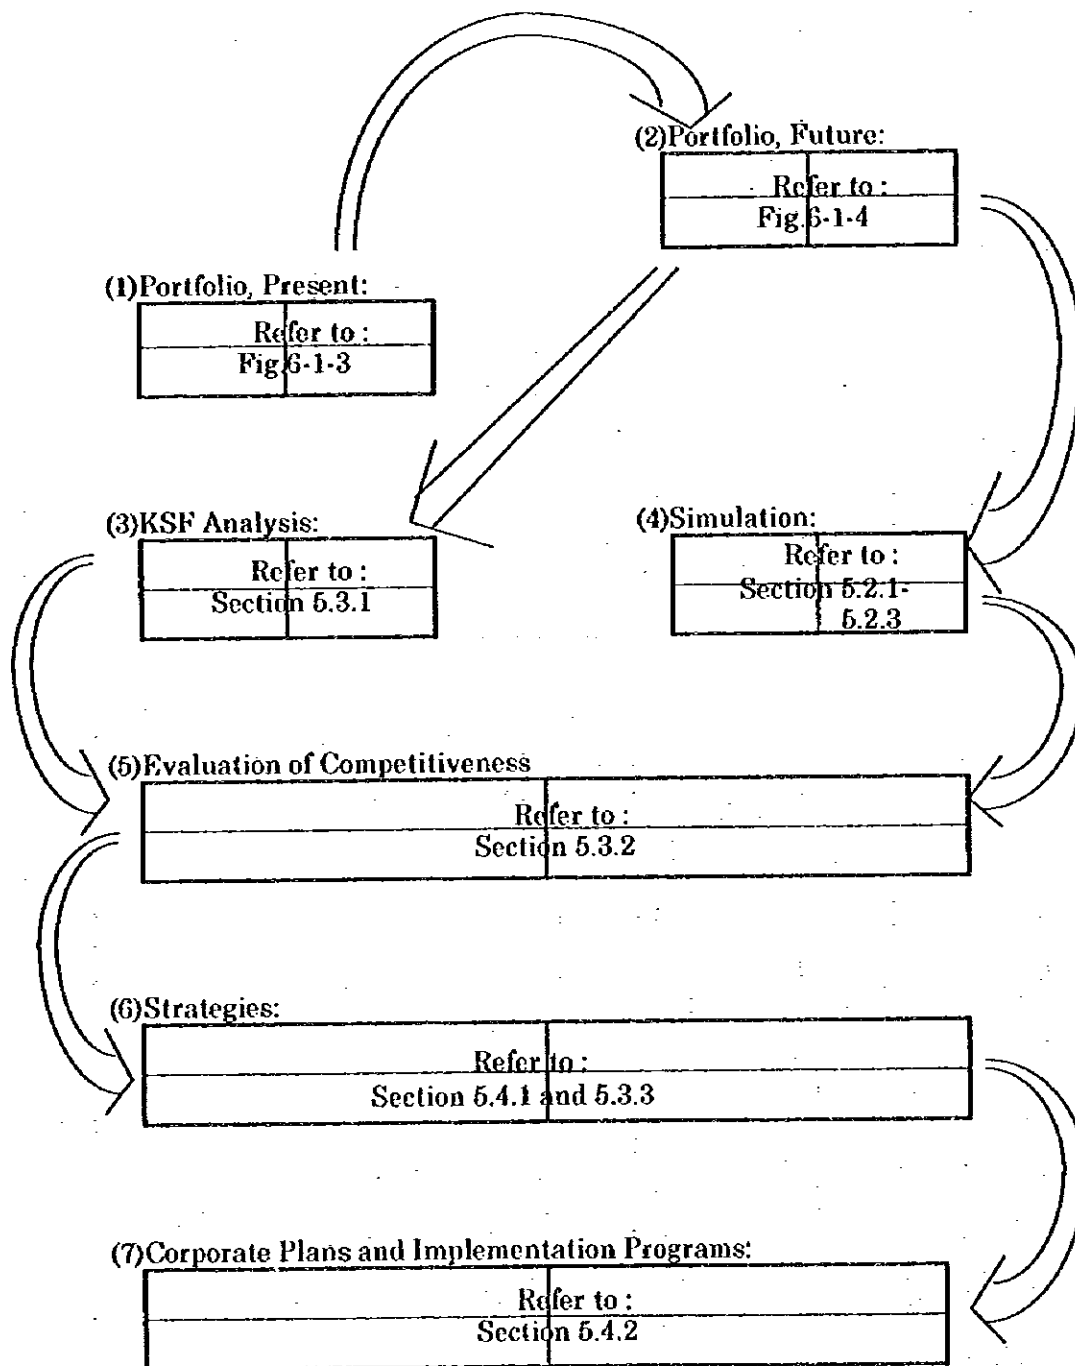 (2)Portfolio, Future:
Refer to :
Fig.6-1-4
(1)Portfolio, Present:
Refer to :
Fig.6-1-3
(3)KSF Analysis:
Refer to :
Section 5.3.1
(4)Simulation:
Refer to :
Section 5.2.1-
5.2.3
(5)Evaluation of Competitiveness
Refer to :
Section 5.3.2
(6)Strategies:
Refer to :
Section 5.4.1 and 5.3.3
(7)Corporate Plans and Implementation Programs:
Refer to :
Section 5.4.2